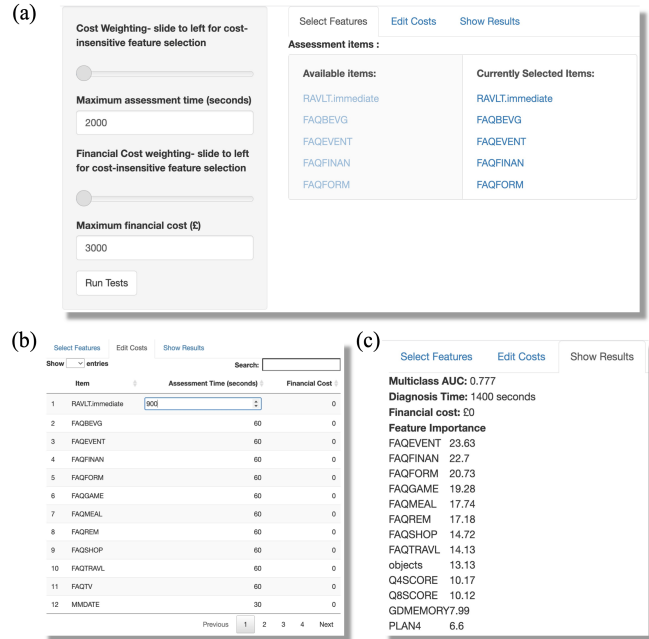 (a)
Cost Weighting- slide to left for cost-
insensitive feature selection
Maximum assessment time (seconds)
2000
Financial Cost weighting- slide to left
for cost-insensitive feature selection
Maximum financial cost (£)
3000
Run Tests
Select Features Edit Costs Show Results
Assessment items :
Available items: Currently Selected Items:
RAVLT.immediate RAVLT.immediate
FAQBEVG FAQBEVG
FAQEVENT FAQEVENT
FAQFINAN FAQFINAN
FAQFORM FAQFORM
(b)
Select Features Edit Costs Show Results
Show entries Search:
Item Assessment Time (seconds) Financial Cost
1 RAVLT.immediate 900 0
2 FAQBEVG 60 0
3 FAQEVENT 60 0
4 FAQFINAN 60 0
5 FAQFORM 60 0
6 FAQGAME 60 0
7 FAQMEAL 60 0
8 FAQREM 60 0
9 FAQSHOP 60 0
10 FAQTRAVL 60 0
11 FAQTV 60 0
12 MMDATE 30 0
Previous 1 2 3 4 Next
(c)
Select Features Edit Costs Show Results
Multiclass AUC: 0.777
Diagnosis Time: 1400 seconds
Financial cost: £0
Feature Importance
FAQEVENT 23.63
FAQFINAN 22.7
FAQFORM 20.73
FAQGAME 19.28
FAQMEAL 17.74
FAQREM 17.18
FAQSHOP 14.72
FAQTRAVL 14.13
objects 13.13
Q4SCORE 10.17
Q8SCORE 10.12
GDMEMORY7.99
PLAN4 6.6